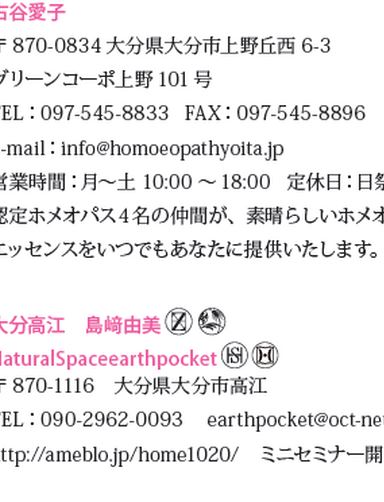 古谷愛子
〒870-0834 大分県大分市上野丘西 6-3
グリーンコーポ上野 101 号
TEL：097-545-8833　FAX：097-545-8896
-mail：info@homoeopathyoita.jp
営業時間：月～土 10:00 ～ 18:00　定休日：日祭
認定ホメオパス4名の仲間が、素晴らしいホメオ
ニッセンスをいつでもあなたに提供いたします。
大分高江　島﨑由美
NaturalSpaceearthpocket
〒870-1116　大分県大分市高江
TEL：090-2962-0093　earthpocket@oct-net
http://ameblo.jp/home1020/　ミニセミナー開